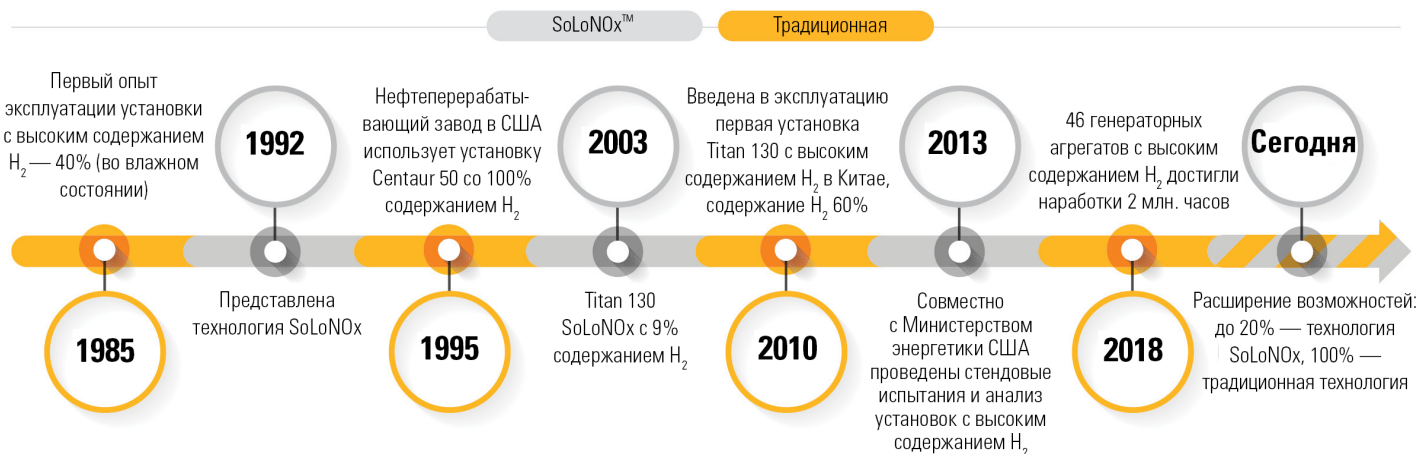 SoLoNOx™
Традиционная
Первый опыт
эксплуатации установки
с высоким содержанием
H₂ — 40% (во влажном
состоянии)
1985
1992
Представлена
технология SoLoNOx
Нефтеперерабаты-
вающий завод в США
использует установку
Centaur 50 со 100%
содержанием H₂
1995
2003
Titan 130
SoLoNOx с 9%
содержанием H₂
Введена в эксплуатацию
первая установка
Titan 130 с высоким
содержанием H₂ в Китае,
содержание H₂ 60%
2010
2013
Совместно
с Министерством
энергетики США
проведены стендовые
испытания и анализ
установок с высоким
содержанием H₂
46 генераторных
агрегатов с высоким
содержанием H₂ достигли
наработки 2 млн. часов
2018
Сегодня
Расширение возможностей:
до 20% — технология
SoLoNOx, 100% —
традиционная технология